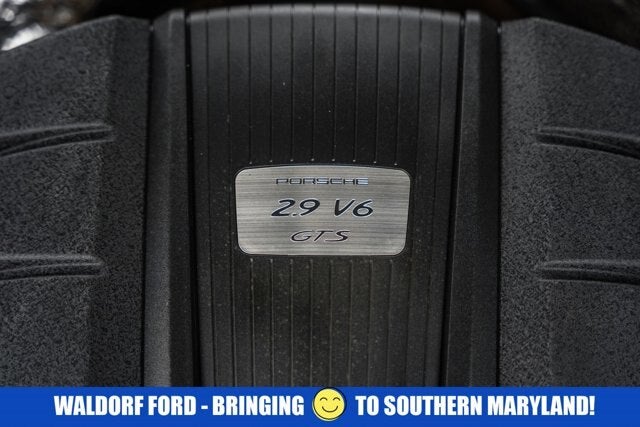 PORSCHE
2.9 V6
GTS
WALDORF FORD - BRINGING 🙂 TO SOUTHERN MARYLAND!